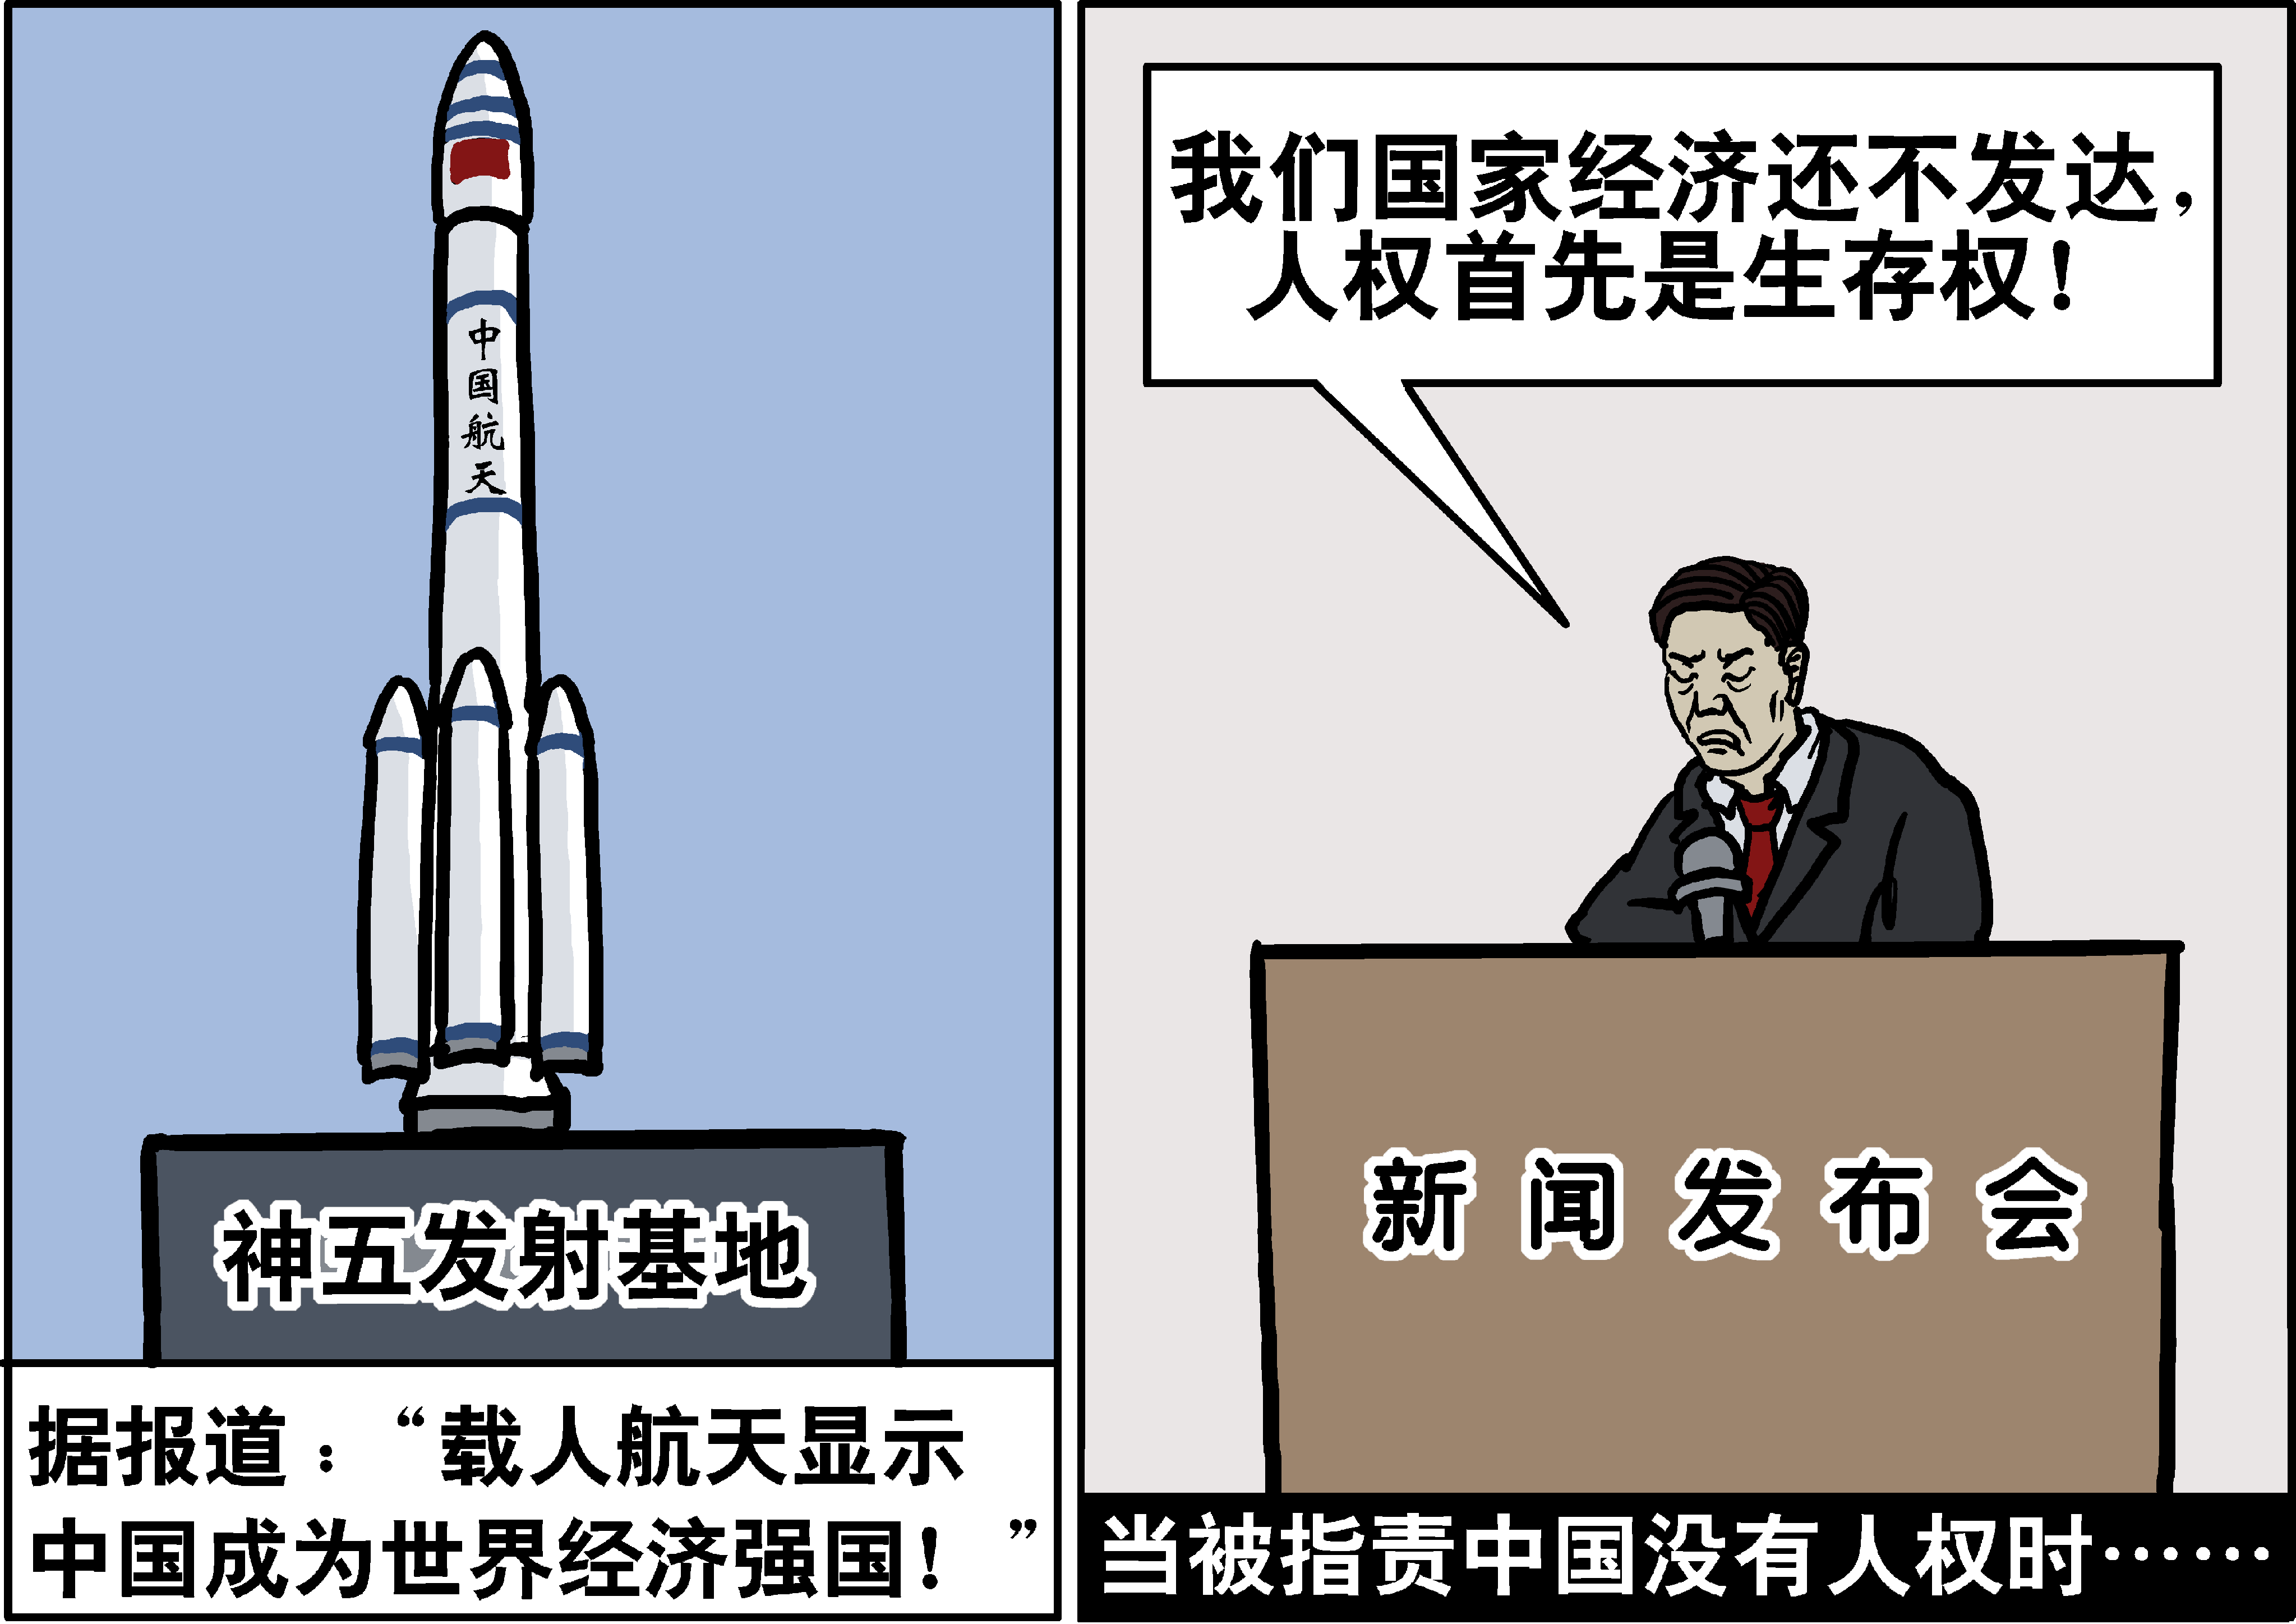 中国航天
神五发射基地
据报道：“载人航天显示
中国成为世界经济强国！”
我们国家经济还不发达，
人权首先是生存权！
新闻发布会
当被指责中国没有人权时……